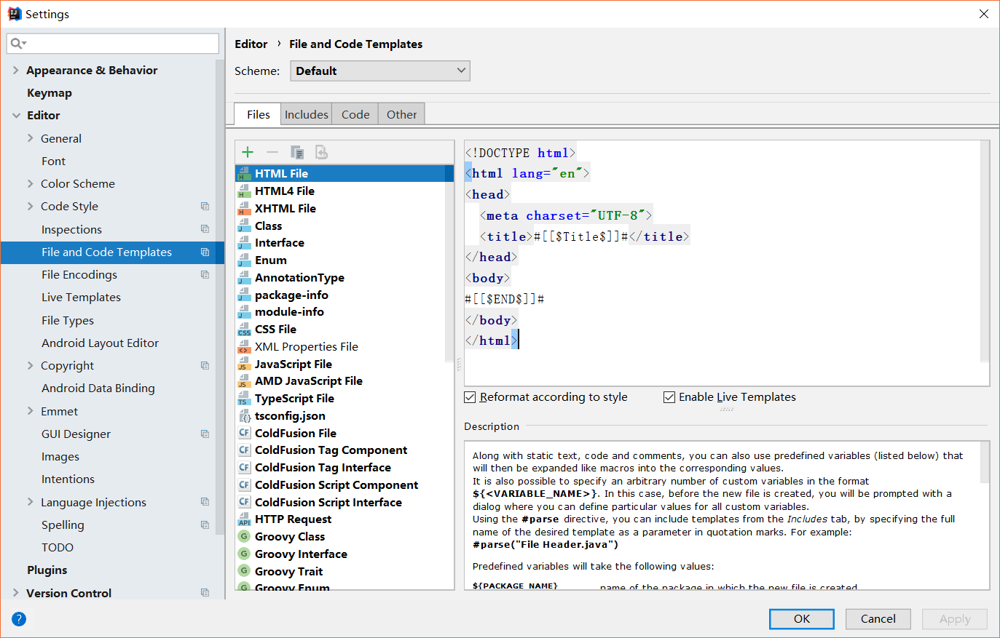 Settings
Appearance & Behavior
Keymap
Editor
General
Font
Color Scheme
Code Style
Inspections
File and Code Templates
File Encodings
Live Templates
File Types
Android Layout Editor
Copyright
Android Data Binding
Emmet
GUI Designer
Images
Intentions
Language Injections
Spelling
TODO
Plugins
Version Control
Editor › File and Code Templates
Scheme: Default
Files Includes Code Other
HTML File
HTML4 File
XHTML File
Class
Interface
Enum
AnnotationType
package-info
module-info
CSS File
XML Properties File
JavaScript File
AMD JavaScript File
TypeScript File
tsconfig.json
ColdFusion File
ColdFusion Tag Component
ColdFusion Tag Interface
ColdFusion Script Component
ColdFusion Script Interface
HTTP Request
Groovy Class
Groovy Interface
Groovy Trait
Groovy Enum
<!DOCTYPE html>
<html lang="en">
<head>
<meta charset="UTF-8">
<title>#[[$Title$]]#</title>
</head>
<body>
#[[$END$]]#
</body>
</html>
Reformat according to style Enable Live Templates
Description
Along with static text, code and comments, you can also use predefined variables (listed below) that
will then be expanded like macros into the corresponding values.
It is also possible to specify an arbitrary number of custom variables in the format
${<VARIABLE_NAME>}. In this case, before the new file is created, you will be prompted with a
dialog where you can define particular values for all custom variables.
Using the #parse directive, you can include templates from the Includes tab, by specifying the full
name of the desired template as a parameter in quotation marks. For example:
#parse("File Header.java")
Predefined variables will take the following values:
${PACKAGE_NAME} name of the package in which the new file is created
? OK Cancel Apply